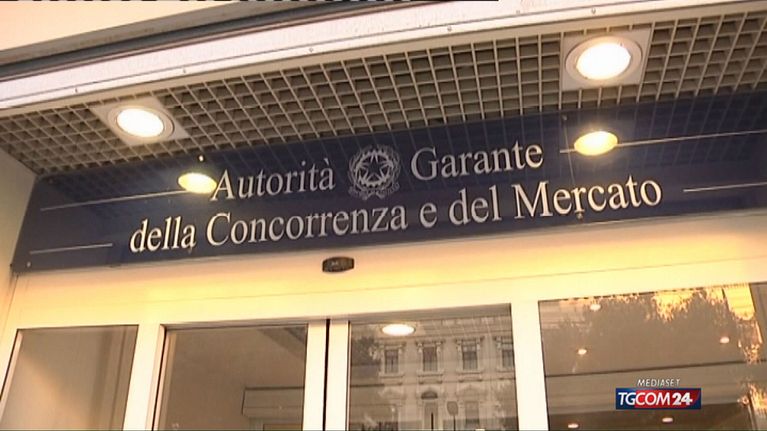 Autorità Garante
della Concorrenza e del Mercato
MEDIASET
TGCOM24